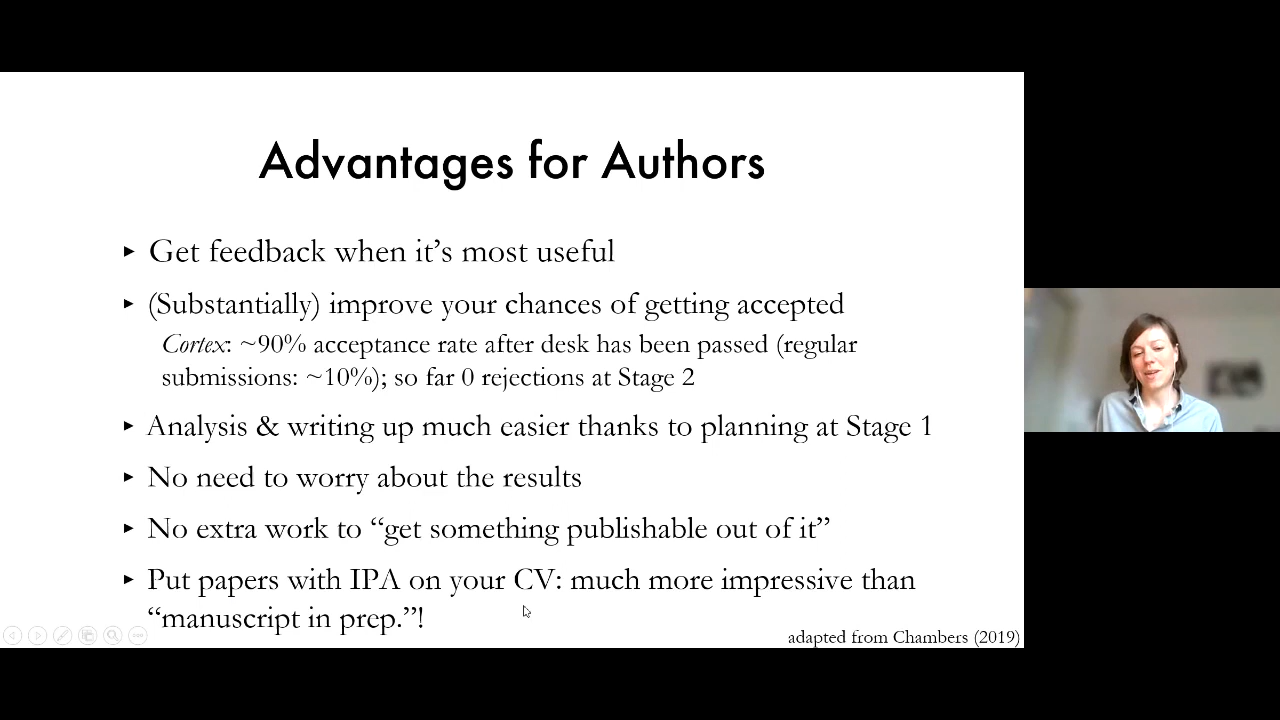 Advantages for Authors
▸ Get feedback when it’s most useful
▸ (Substantially) improve your chances of getting accepted
Cortex: ~90% acceptance rate after desk has been passed (regular
submissions: ~10%); so far 0 rejections at Stage 2
▸ Analysis & writing up much easier thanks to planning at Stage 1
▸ No need to worry about the results
▸ No extra work to “get something publishable out of it”
▸ Put papers with IPA on your CV: much more impressive than
“manuscript in prep.”!
adapted from Chambers (2019)